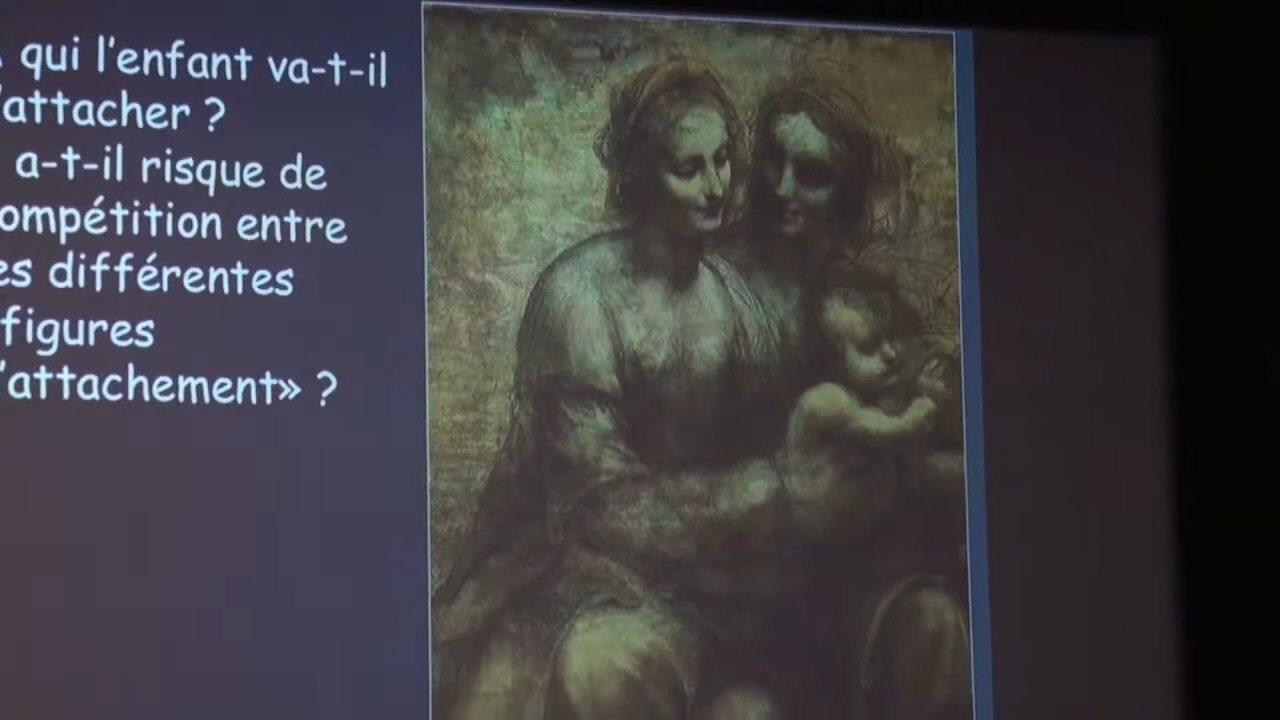 qui l'enfant va-t-il
'attacher ?
a-t-il risque de
ompétition entre
es différentes
figures
'attachement» ?